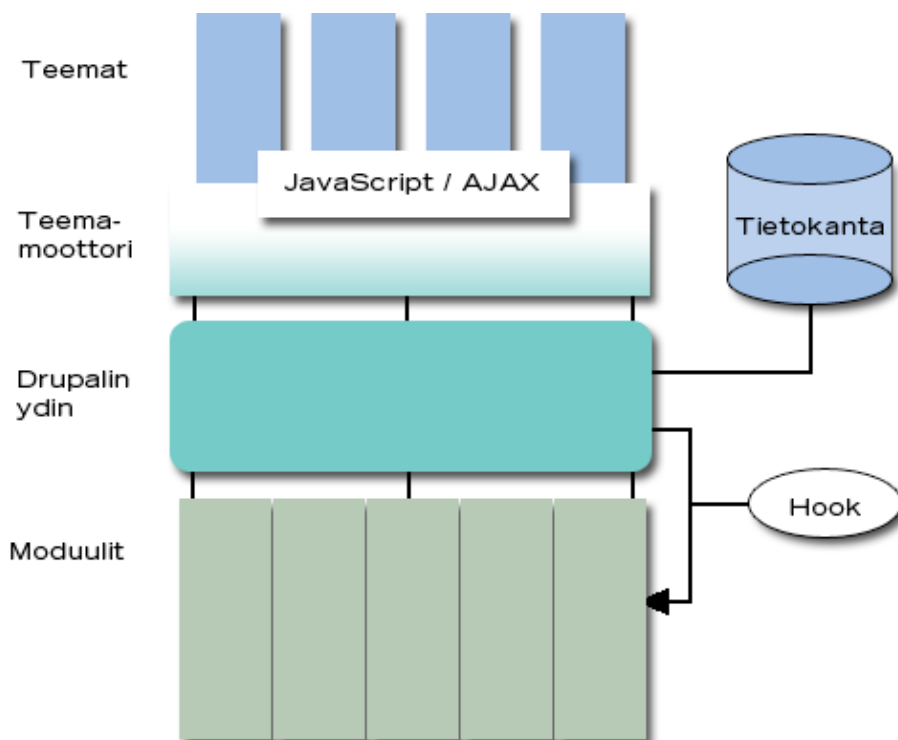 Teemat
JavaScript / AJAX
Teema-
moottori
Tietokanta
Drupalin
ydin
Hook
Moduulit